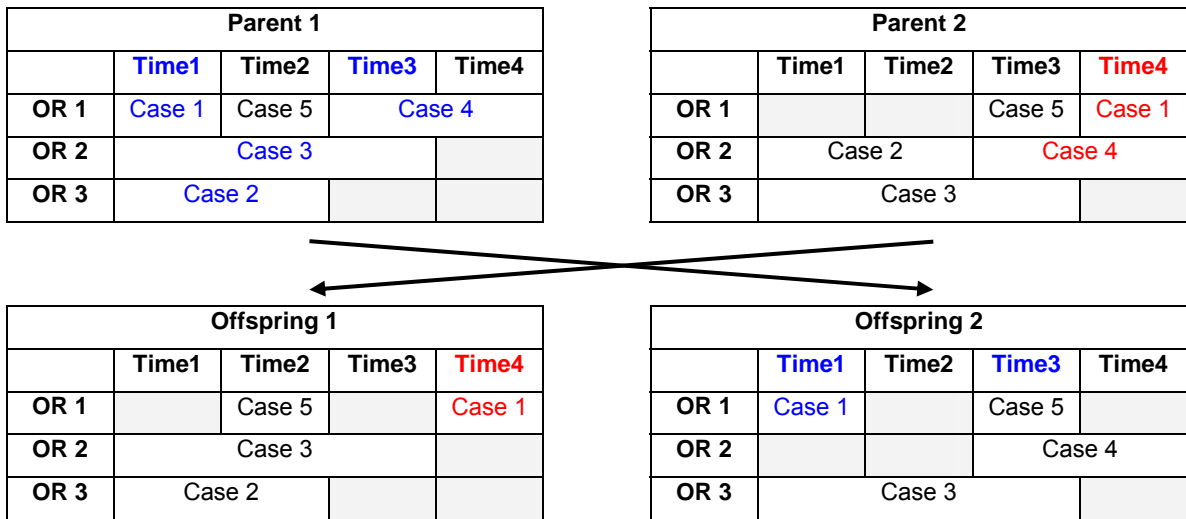 Parent 1
Time1 Time2 Time3 Time4
OR 1 Case 1 Case 5 Case 4
OR 2 Case 3
OR 3 Case 2
Parent 2
Time1 Time2 Time3 Time4
OR 1 Case 5 Case 1
OR 2 Case 2 Case 4
OR 3 Case 3
Offspring 1
Time1 Time2 Time3 Time4
OR 1 Case 5 Case 1
OR 2 Case 3
OR 3 Case 2
Offspring 2
Time1 Time2 Time3 Time4
OR 1 Case 1 Case 5
OR 2 Case 4
OR 3 Case 3